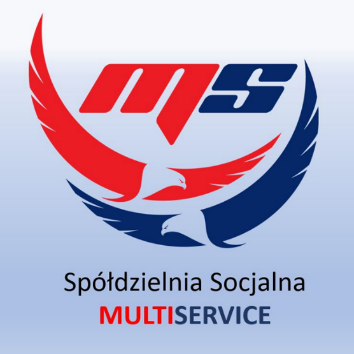 MS
Spółdzielnia Socjalna
MULTISERVICE